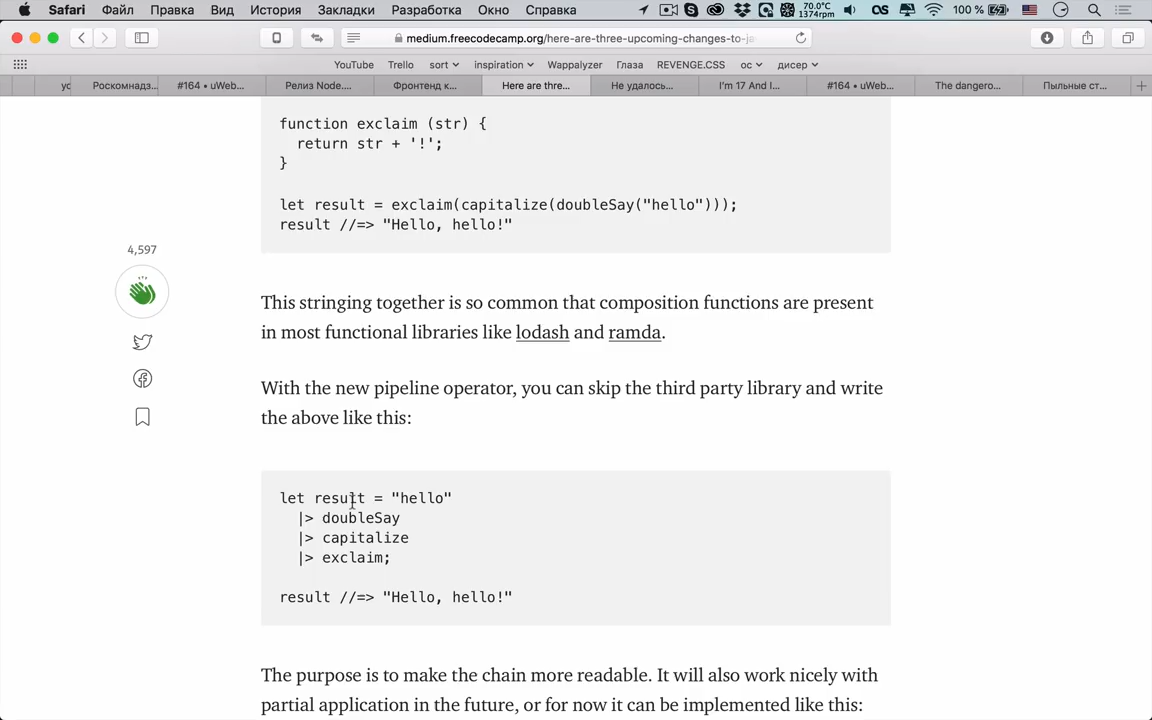 Safari Файл Правка Вид История Закладки Разработка Окно Справка 70.0℃ 1374rpm 100 %
medium.freecodecamp.org/here-are-three-upcoming-changes-to-ja
YouTube Trello sort inspiration Wappalyzer Глаза REVENGE.CSS ос дисер
ус Роскомнадз... #164 • uWeb... Релиз Node.... Фронтенд к... Here are thre... Не удалось... I'm 17 And I... #164 • uWeb... The dangero... Пыльные ст...
function exclaim (str) {
return str + '!';
}
let result = exclaim(capitalize(doubleSay("hello")));
result //=> "Hello, hello!"
4,597
This stringing together is so common that composition functions are present
in most functional libraries like lodash and ramda.
With the new pipeline operator, you can skip the third party library and write
the above like this:
let result = "hello"
|> doubleSay
|> capitalize
|> exclaim;
result //=> "Hello, hello!"
The purpose is to make the chain more readable. It will also work nicely with
partial application in the future, or for now it can be implemented like this: